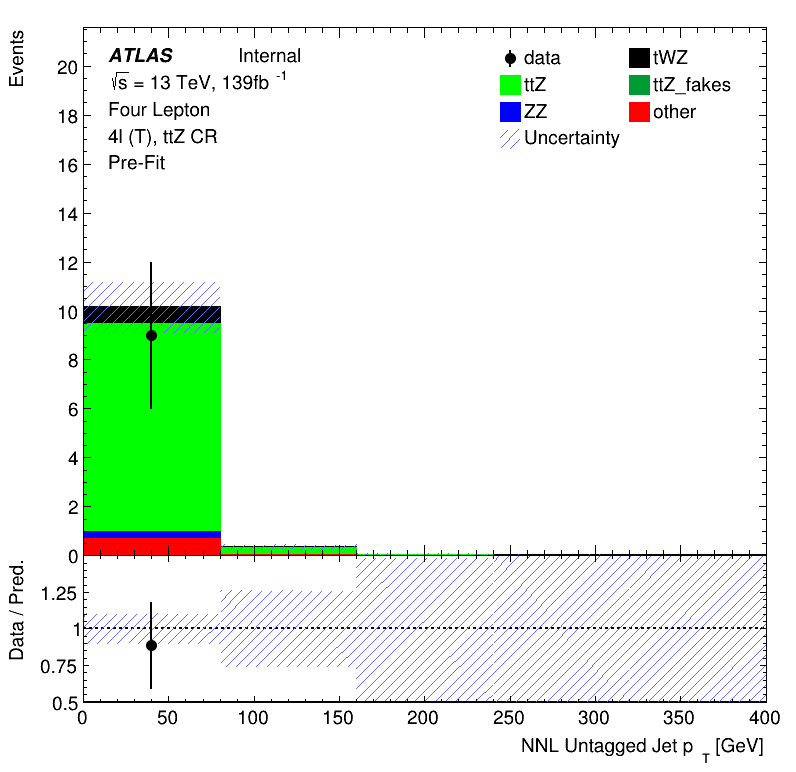 Events
ATLAS Internal
√s = 13 TeV, 139fb -1
Four Lepton
4l (T), ttZ CR
Pre-Fit
data
tWZ
ttZ
ttZ_fakes
ZZ
other
Uncertainty
20
18
16
14
12
10
8
6
4
2
0
Data / Pred.
1.25
1
0.75
0.5
0 50 100 150 200 250 300 350 400
NNL Untagged Jet p T [GeV]